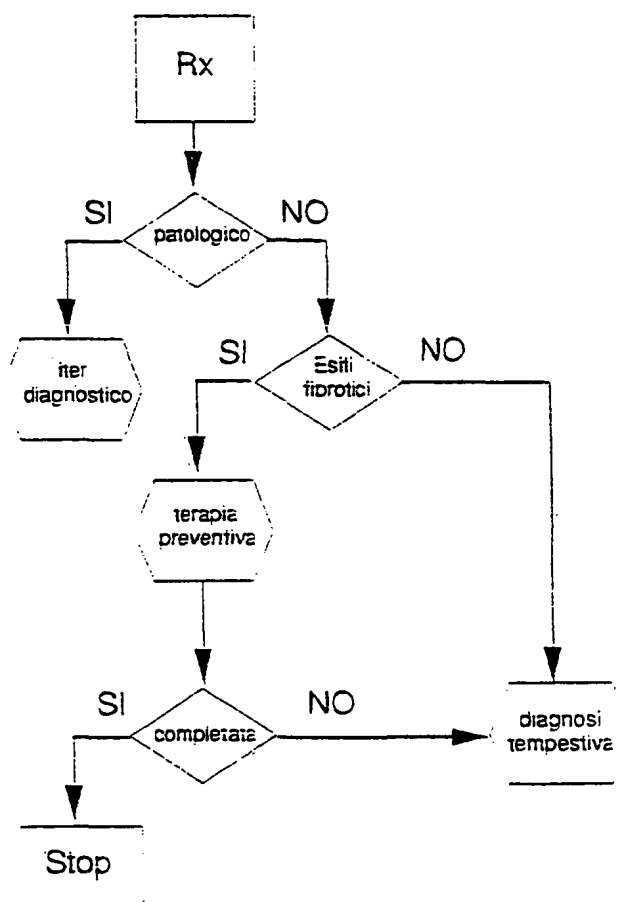 Rx
SI
NO
patologico
iter
diagnostico
SI
NO
Esiti
fibrotici
terapia
preventiva
SI
NO
completata
diagnosi
tempestiva
Stop